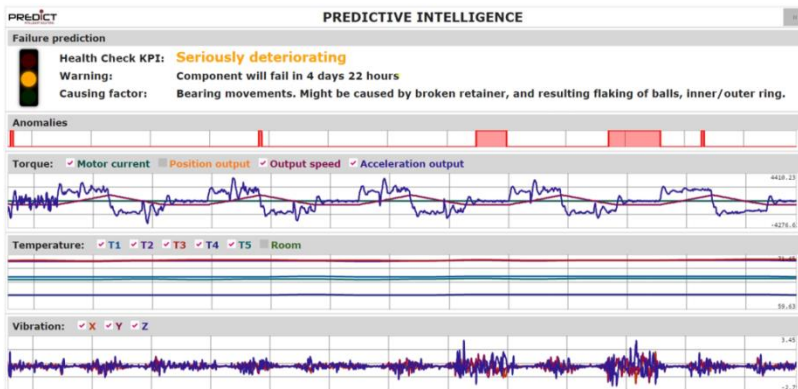 PREDICT
PREDICTIVE INTELLIGENCE
Failure prediction
Health Check KPI: Seriously deteriorating
Warning: Component will fail in 4 days 22 hours
Causing factor: Bearing movements. Might be caused by broken retainer, and resulting flaking of balls, inner/outer ring.
Anomalies
Torque: Motor current Position output Output speed Acceleration output
4410.23
Temperature: T1 T2 T3 T4 T5 Room
50.63
Vibration: X Y Z
3.45